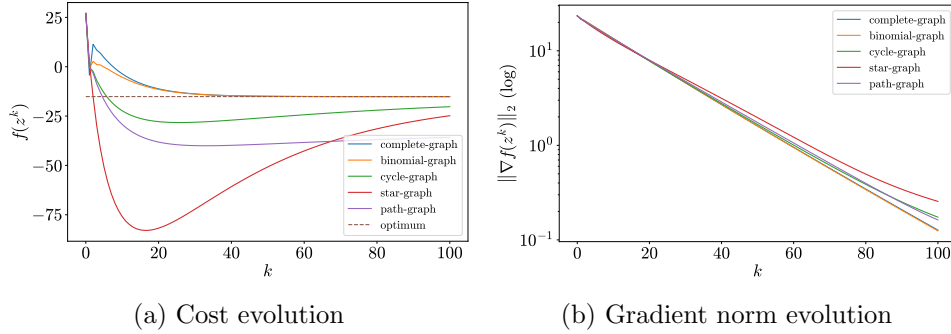 25
0
−25
−50
−75
f(z^k)
complete-graph
binomial-graph
cycle-graph
star-graph
path-graph
optimum
0 20 40 60 80 100
k
(a) Cost evolution
10^1
10^0
10^−1
||∇f(z^k)||_2 (log)
complete-graph
binomial-graph
cycle-graph
star-graph
path-graph
0 20 40 60 80 100
k
(b) Gradient norm evolution